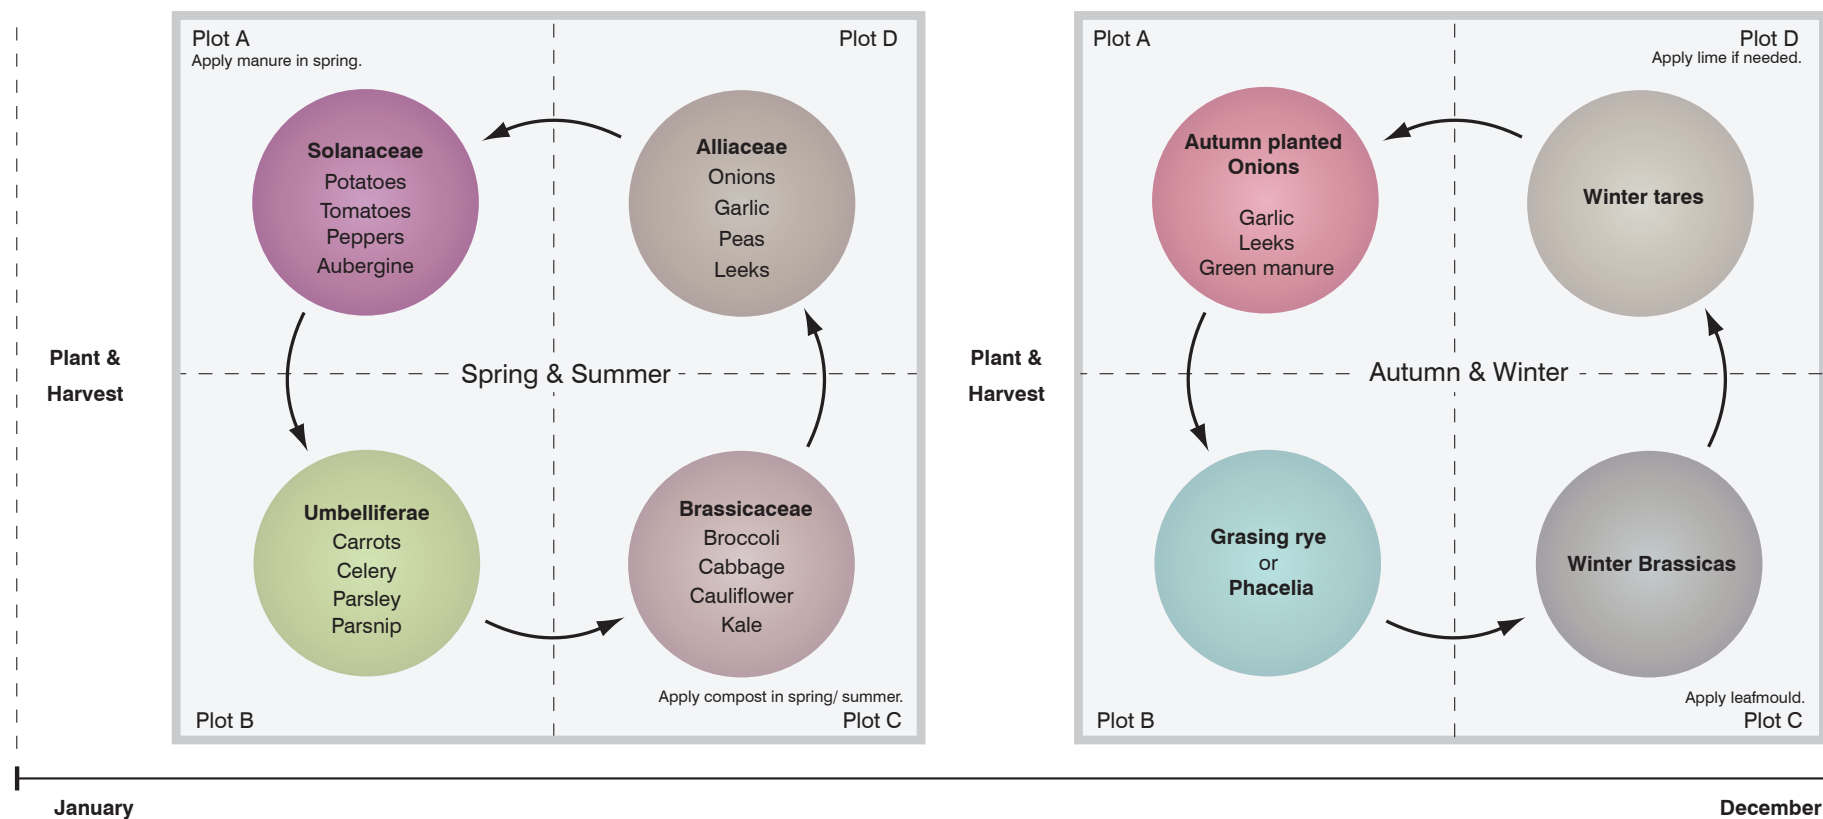 Plot A
Apply manure in spring.
Plot D
Solanaceae
Potatoes
Tomatoes
Peppers
Aubergine
Alliaceae
Onions
Garlic
Peas
Leeks
Plant &
Harvest
Spring & Summer
Umbelliferae
Carrots
Celery
Parsley
Parsnip
Brassicaceae
Broccoli
Cabbage
Cauliflower
Kale
Apply compost in spring/ summer.
Plot B
Plot C
Plot A
Plot D
Apply lime if needed.
Autumn planted
Onions
Garlic
Leeks
Green manure
Winter tares
Plant &
Harvest
Autumn & Winter
Grasing rye
or
Phacelia
Winter Brassicas
Apply leafmould.
Plot B
Plot C
January
December